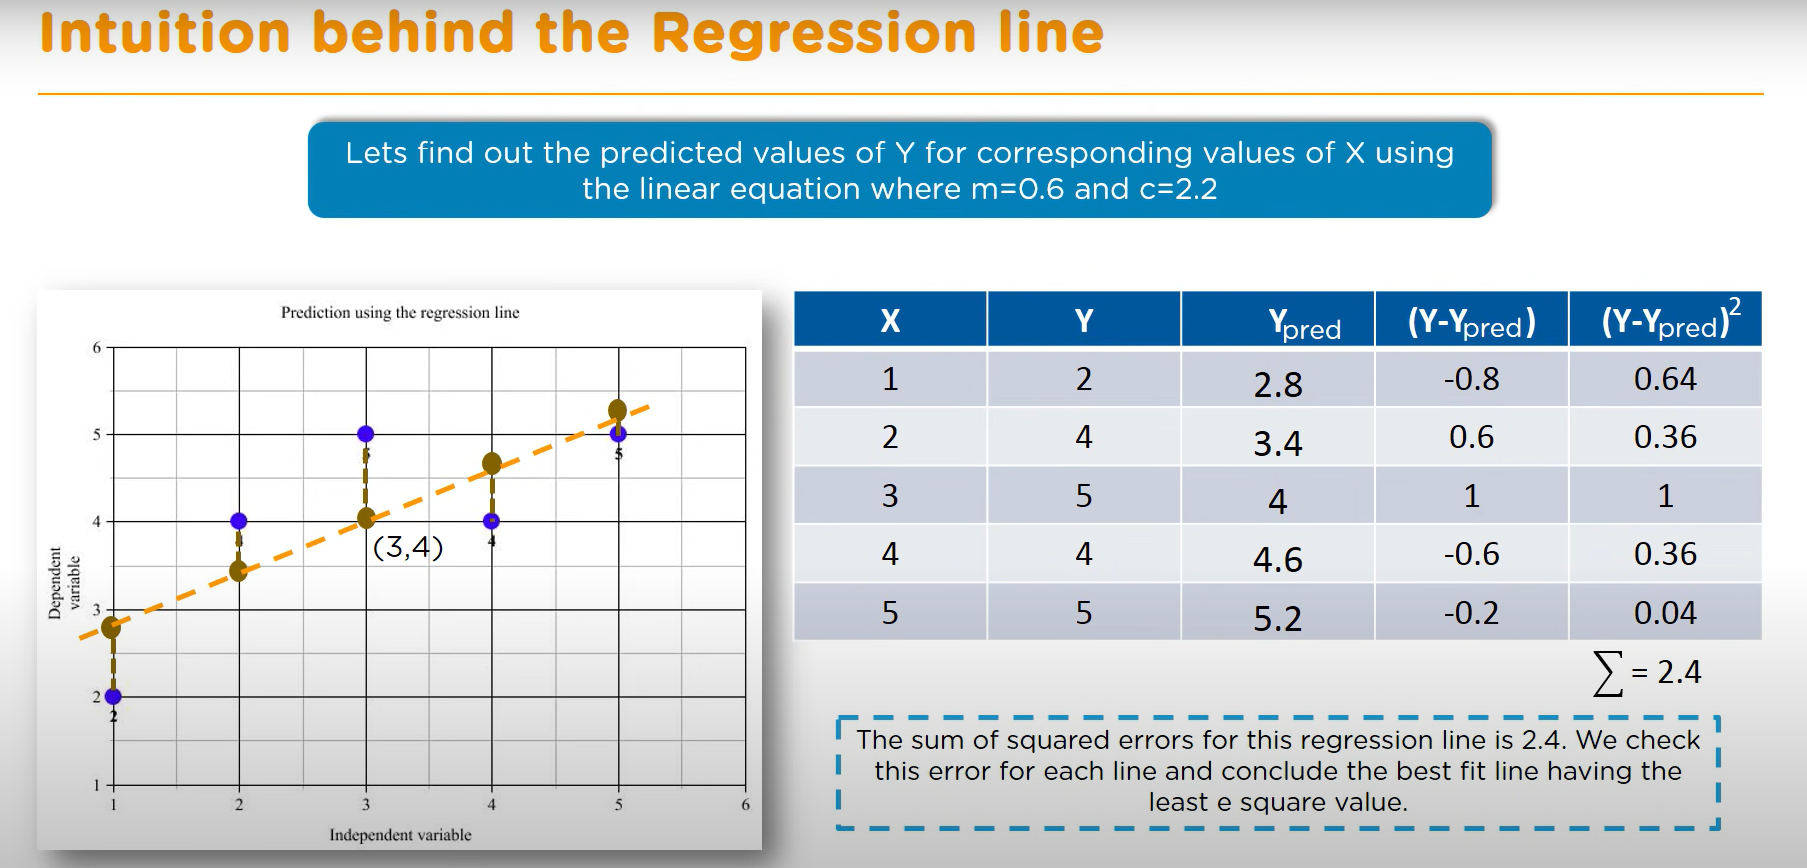 Intuition behind the Regression line
Lets find out the predicted values of Y for corresponding values of X using
the linear equation where m=0.6 and c=2.2
Prediction using the regression line
6
5
4
3
2
1
1 2 3 4 5 6
2
4
5
4
5
(3,4)
Dependent
variable
Independent variable
X Y Ypred (Y-Ypred) (Y-Ypred)²
1 2 2.8 -0.8 0.64
2 4 3.4 0.6 0.36
3 5 4 1 1
4 4 4.6 -0.6 0.36
5 5 5.2 -0.2 0.04
∑ = 2.4
The sum of squared errors for this regression line is 2.4. We check
this error for each line and conclude the best fit line having the
least e square value.